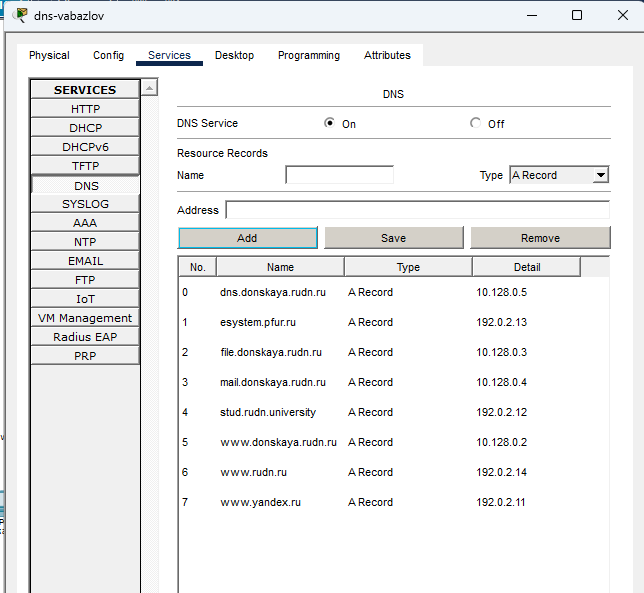 dns-vabazlov
Physical Config Services Desktop Programming Attributes
SERVICES
HTTP
DHCP
DHCPv6
TFTP
DNS
SYSLOG
AAA
NTP
EMAIL
FTP
IoT
VM Management
Radius EAP
PRP
DNS
DNS Service On Off
Resource Records
Name Type A Record
Address
Add Save Remove
No. Name Type Detail
0 dns.donskaya.rudn.ru A Record 10.128.0.5
1 esystem.pfur.ru A Record 192.0.2.13
2 file.donskaya.rudn.ru A Record 10.128.0.3
3 mail.donskaya.rudn.ru A Record 10.128.0.4
4 stud.rudn.university A Record 192.0.2.12
5 www.donskaya.rudn.ru A Record 10.128.0.2
6 www.rudn.ru A Record 192.0.2.14
7 www.yandex.ru A Record 192.0.2.11